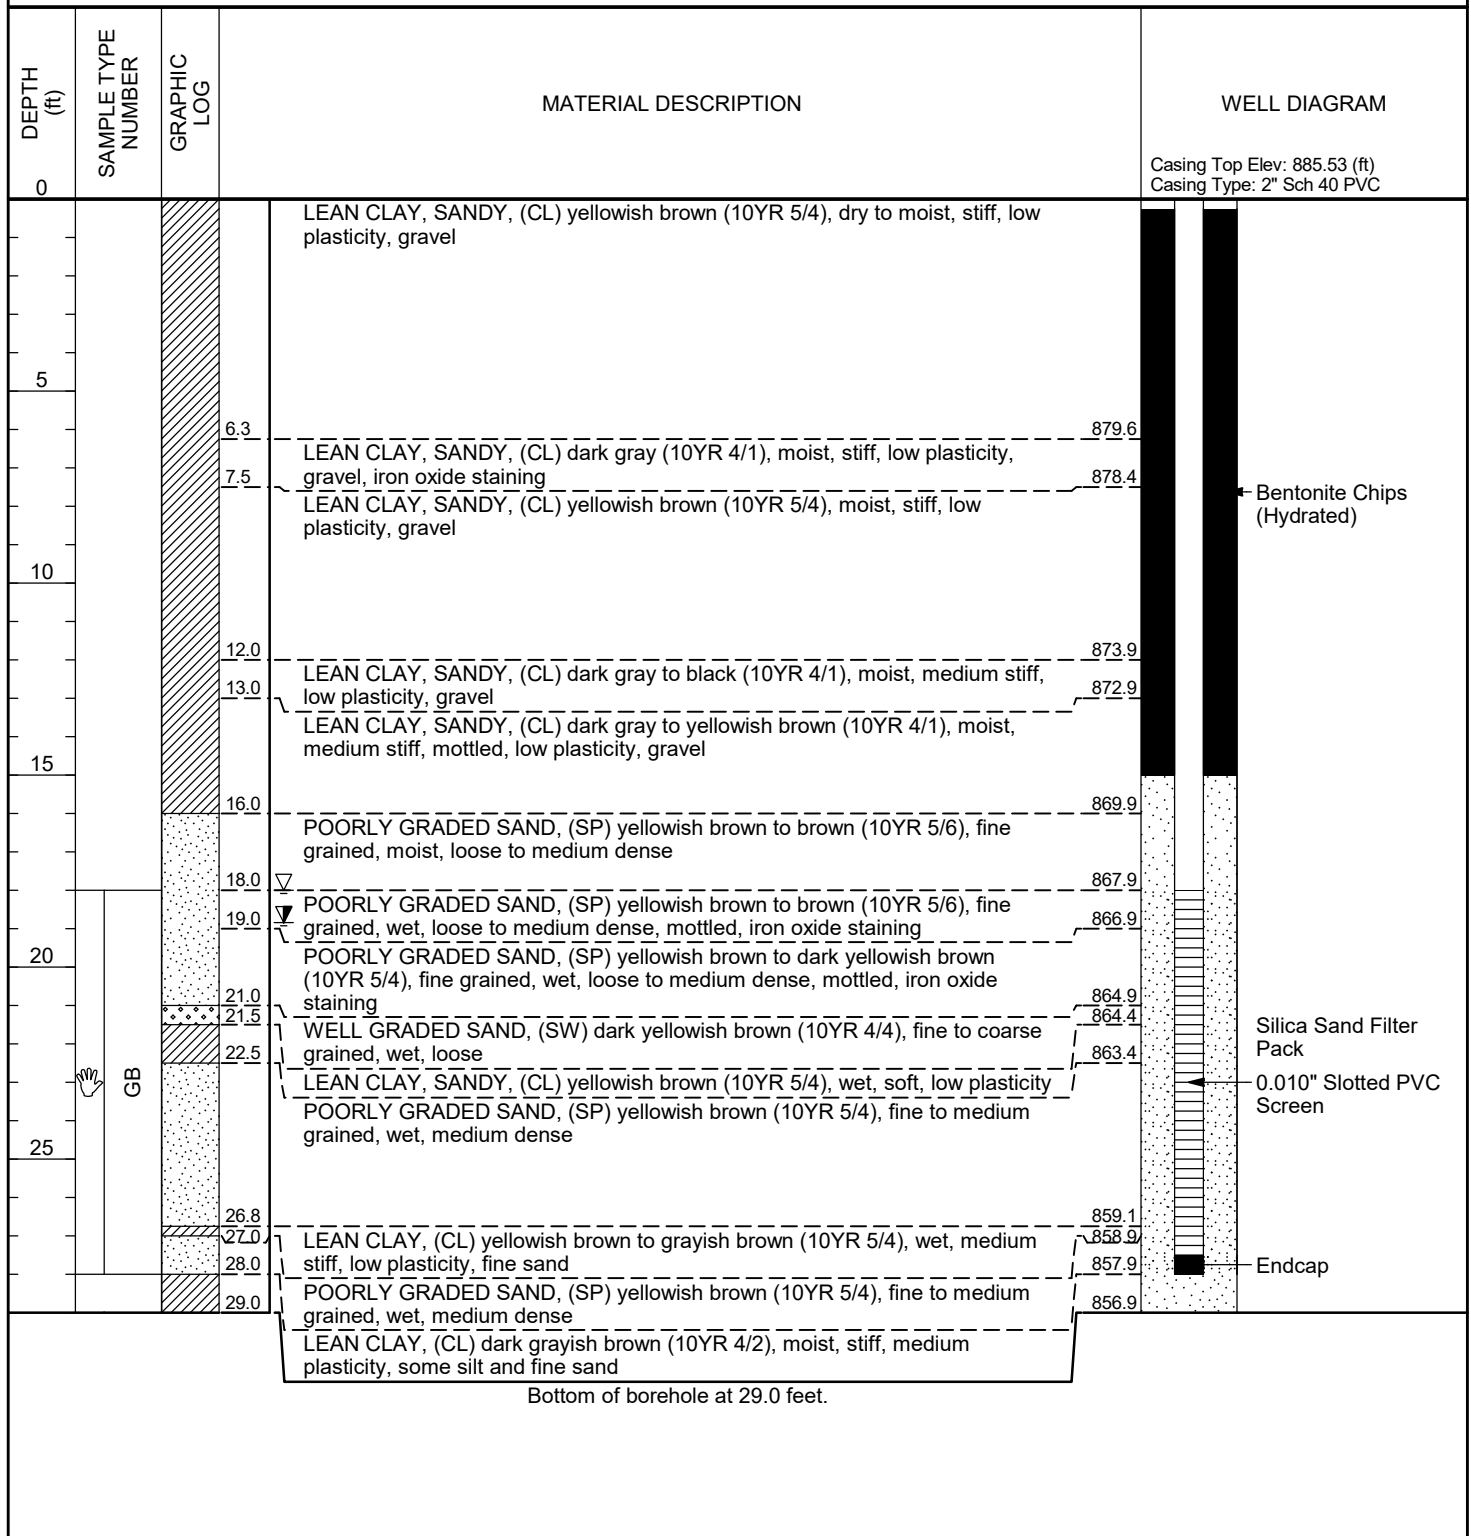 DEPTH
(ft)
SAMPLE TYPE
NUMBER
GRAPHIC
LOG
MATERIAL DESCRIPTION
WELL DIAGRAM
Casing Top Elev: 885.53 (ft)
Casing Type: 2" Sch 40 PVC
0
LEAN CLAY, SANDY, (CL) yellowish brown (10YR 5/4), dry to moist, stiff, low
plasticity, gravel
5
6.3
879.6
LEAN CLAY, SANDY, (CL) dark gray (10YR 4/1), moist, stiff, low plasticity,
gravel, iron oxide staining
7.5
878.4
LEAN CLAY, SANDY, (CL) yellowish brown (10YR 5/4), moist, stiff, low
plasticity, gravel
Bentonite Chips
(Hydrated)
10
12.0
873.9
LEAN CLAY, SANDY, (CL) dark gray to black (10YR 4/1), moist, medium stiff,
low plasticity, gravel
13.0
872.9
LEAN CLAY, SANDY, (CL) dark gray to yellowish brown (10YR 4/1), moist,
medium stiff, mottled, low plasticity, gravel
15
16.0
869.9
POORLY GRADED SAND, (SP) yellowish brown to brown (10YR 5/6), fine
grained, moist, loose to medium dense
18.0
867.9
POORLY GRADED SAND, (SP) yellowish brown to brown (10YR 5/6), fine
grained, wet, loose to medium dense, mottled, iron oxide staining
19.0
866.9
POORLY GRADED SAND, (SP) yellowish brown to dark yellowish brown
(10YR 5/4), fine grained, wet, loose to medium dense, mottled, iron oxide
staining
20
21.0
864.9
WELL GRADED SAND, (SW) dark yellowish brown (10YR 4/4), fine to coarse
grained, wet, loose
21.5
864.4
LEAN CLAY, SANDY, (CL) yellowish brown (10YR 5/4), wet, soft, low plasticity
22.5
863.4
POORLY GRADED SAND, (SP) yellowish brown (10YR 5/4), fine to medium
grained, wet, medium dense
Silica Sand Filter
Pack
0.010" Slotted PVC
Screen
GB
25
26.8
859.1
LEAN CLAY, (CL) yellowish brown to grayish brown (10YR 5/4), wet, medium
stiff, low plasticity, fine sand
27.0
858.9
POORLY GRADED SAND, (SP) yellowish brown (10YR 5/4), fine to medium
grained, wet, medium dense
28.0
857.9
Endcap
LEAN CLAY, (CL) dark grayish brown (10YR 4/2), moist, stiff, medium
plasticity, some silt and fine sand
29.0
856.9
Bottom of borehole at 29.0 feet.